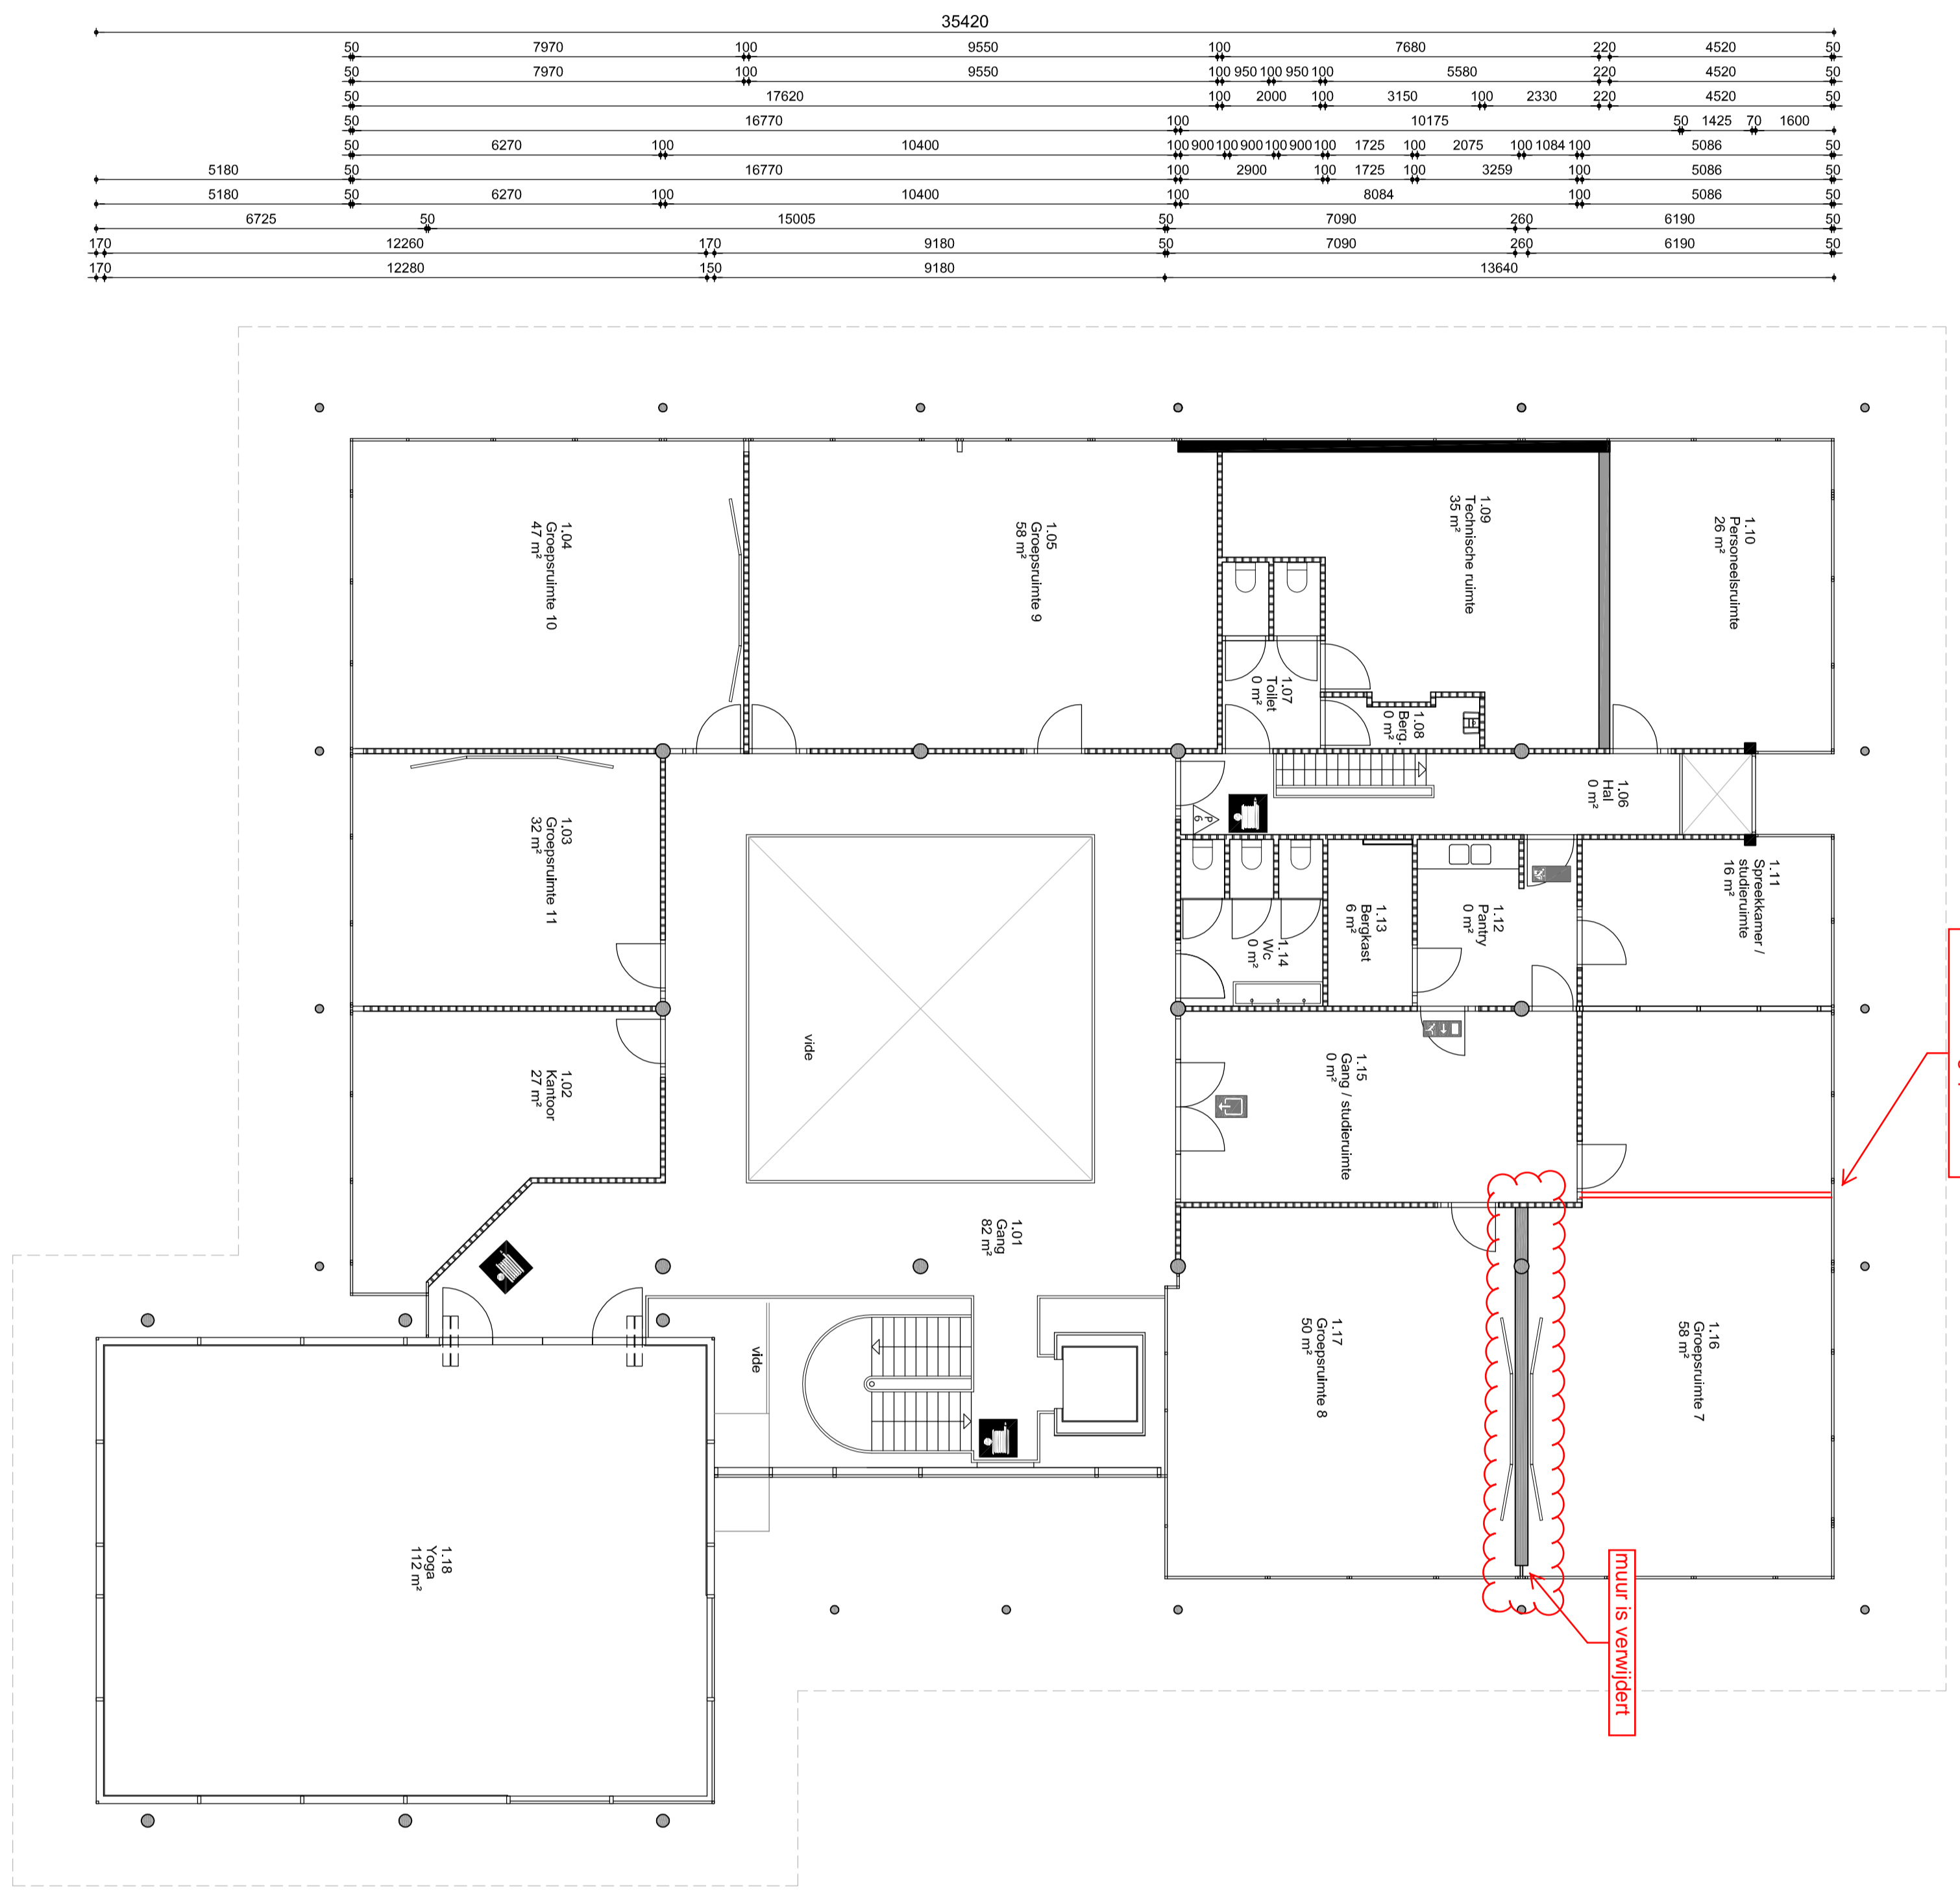 35420
50 7970 100 9550 100 7680 220 4520 50
50 7970 100 9550 100 950 100 950 100 5580 220 4520 50
50 17620 100 2000 100 3150 100 2330 220 4520 50
50 16770 100 10175 50 1425 70 1600
50 6270 100 10400 100 900 100 900 100 900 100 1725 100 2075 100 1084 100 5086 50
5180 50 16770 100 2900 100 1725 100 3259 100 5086 50
5180 50 6270 100 10400 100 8084 100 5086 50
6725 50 15005 50 7090 260 6190 50
170 12260 170 9180 50 7090 260 6190 50
170 12280 150 9180 13640
1.04
Groepsruimte 10
47 m²
1.05
Groepsruimte 9
58 m²
1.09
Technische ruimte
35 m²
1.10
Personeelsruimte
26 m²
1.07
Toilet
0 m²
1.08
Berg.
0 m²
1.06
Hal
0 m²
P
6
1.03
Groepsruimte 11
32 m²
1.11
Spreekkamer /
studieruimte
16 m²
1.12
Pantry
0 m²
1.13
Bergkast
6 m²
1.14
Wc
0 m²
vide
1.02
Kantoor
27 m²
1.15
Gang / studieruimte
0 m²
1.01
Gang
82 m²
1.17
Groepsruimte 8
50 m²
1.16
Groepsruimte 7
58 m²
vide
1.18
Yoga
112 m²
muur is verwijdert